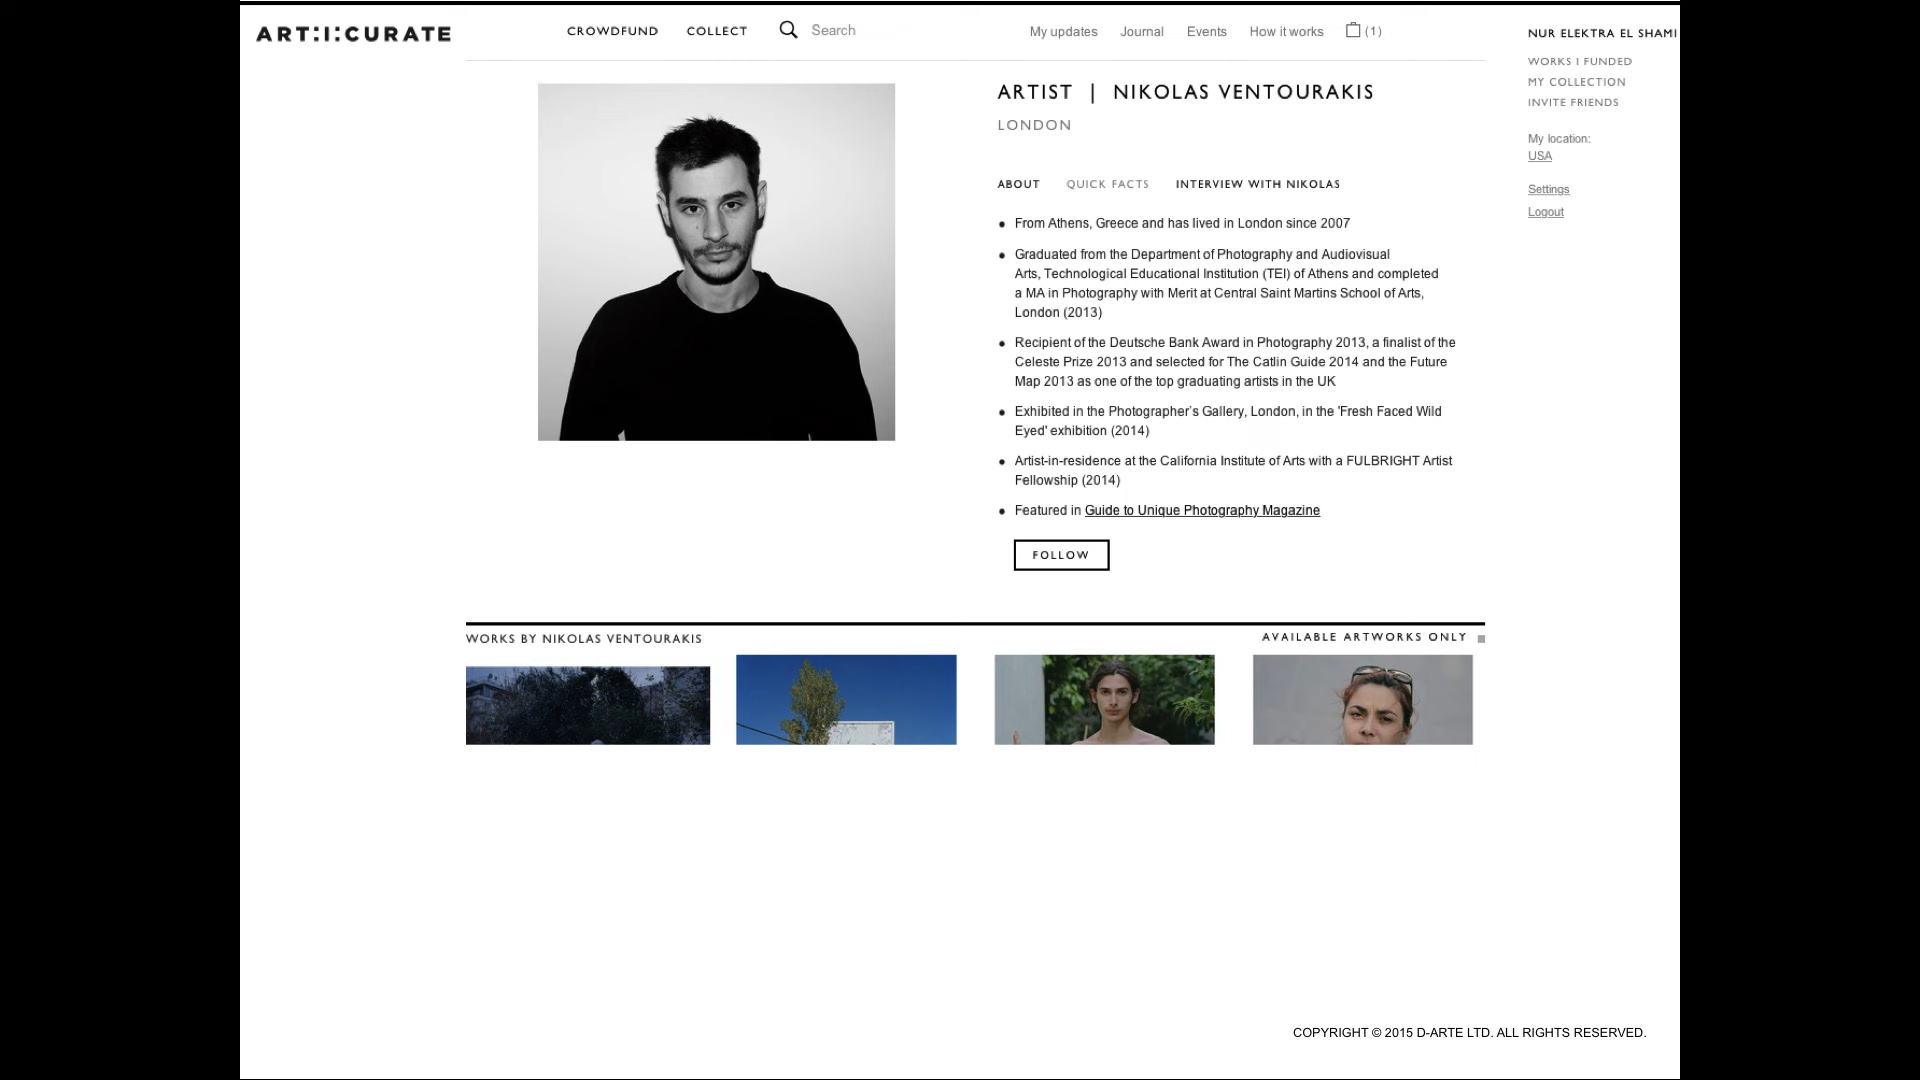 ART:I:CURATE
CROWDFUND
COLLECT
Search
My updates
Journal
Events
How it works
(1)
NUR ELEKTRA EL SHAMI
WORKS I FUNDED
MY COLLECTION
INVITE FRIENDS
My location:
USA
Settings
Logout
ARTIST | NIKOLAS VENTOURAKIS
LONDON
ABOUT
QUICK FACTS
INTERVIEW WITH NIKOLAS
From Athens, Greece and has lived in London since 2007
Graduated from the Department of Photography and Audiovisual
Arts, Technological Educational Institution (TEI) of Athens and completed
a MA in Photography with Merit at Central Saint Martins School of Arts,
London (2013)
Recipient of the Deutsche Bank Award in Photography 2013, a finalist of the
Celeste Prize 2013 and selected for The Catlin Guide 2014 and the Future
Map 2013 as one of the top graduating artists in the UK
Exhibited in the Photographer's Gallery, London, in the 'Fresh Faced Wild
Eyed' exhibition (2014)
Artist-in-residence at the California Institute of Arts with a FULBRIGHT Artist
Fellowship (2014)
Featured in Guide to Unique Photography Magazine
FOLLOW
WORKS BY NIKOLAS VENTOURAKIS
AVAILABLE ARTWORKS ONLY
COPYRIGHT © 2015 D-ARTE LTD. ALL RIGHTS RESERVED.